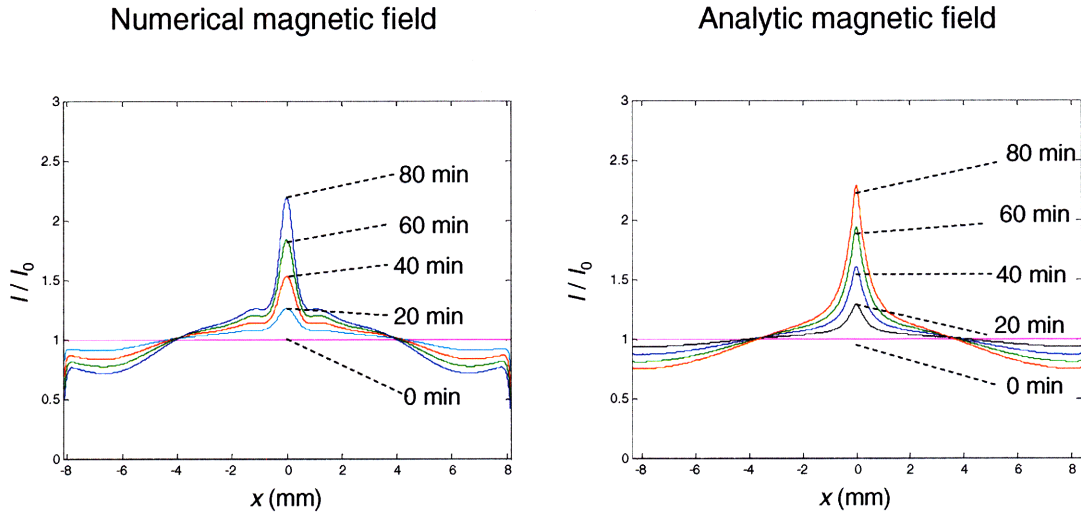 Numerical magnetic field
Analytic magnetic field
3
2.5
2
1.5
1
0.5
0
I / I0
80 min
60 min
40 min
20 min
0 min
-8 -6 -4 -2 0 2 4 6 8
x (mm)
3
2.5
2
1.5
1
0.5
0
I / I0
80 min
60 min
40 min
20 min
0 min
-8 -6 -4 -2 0 2 4 6 8
x (mm)